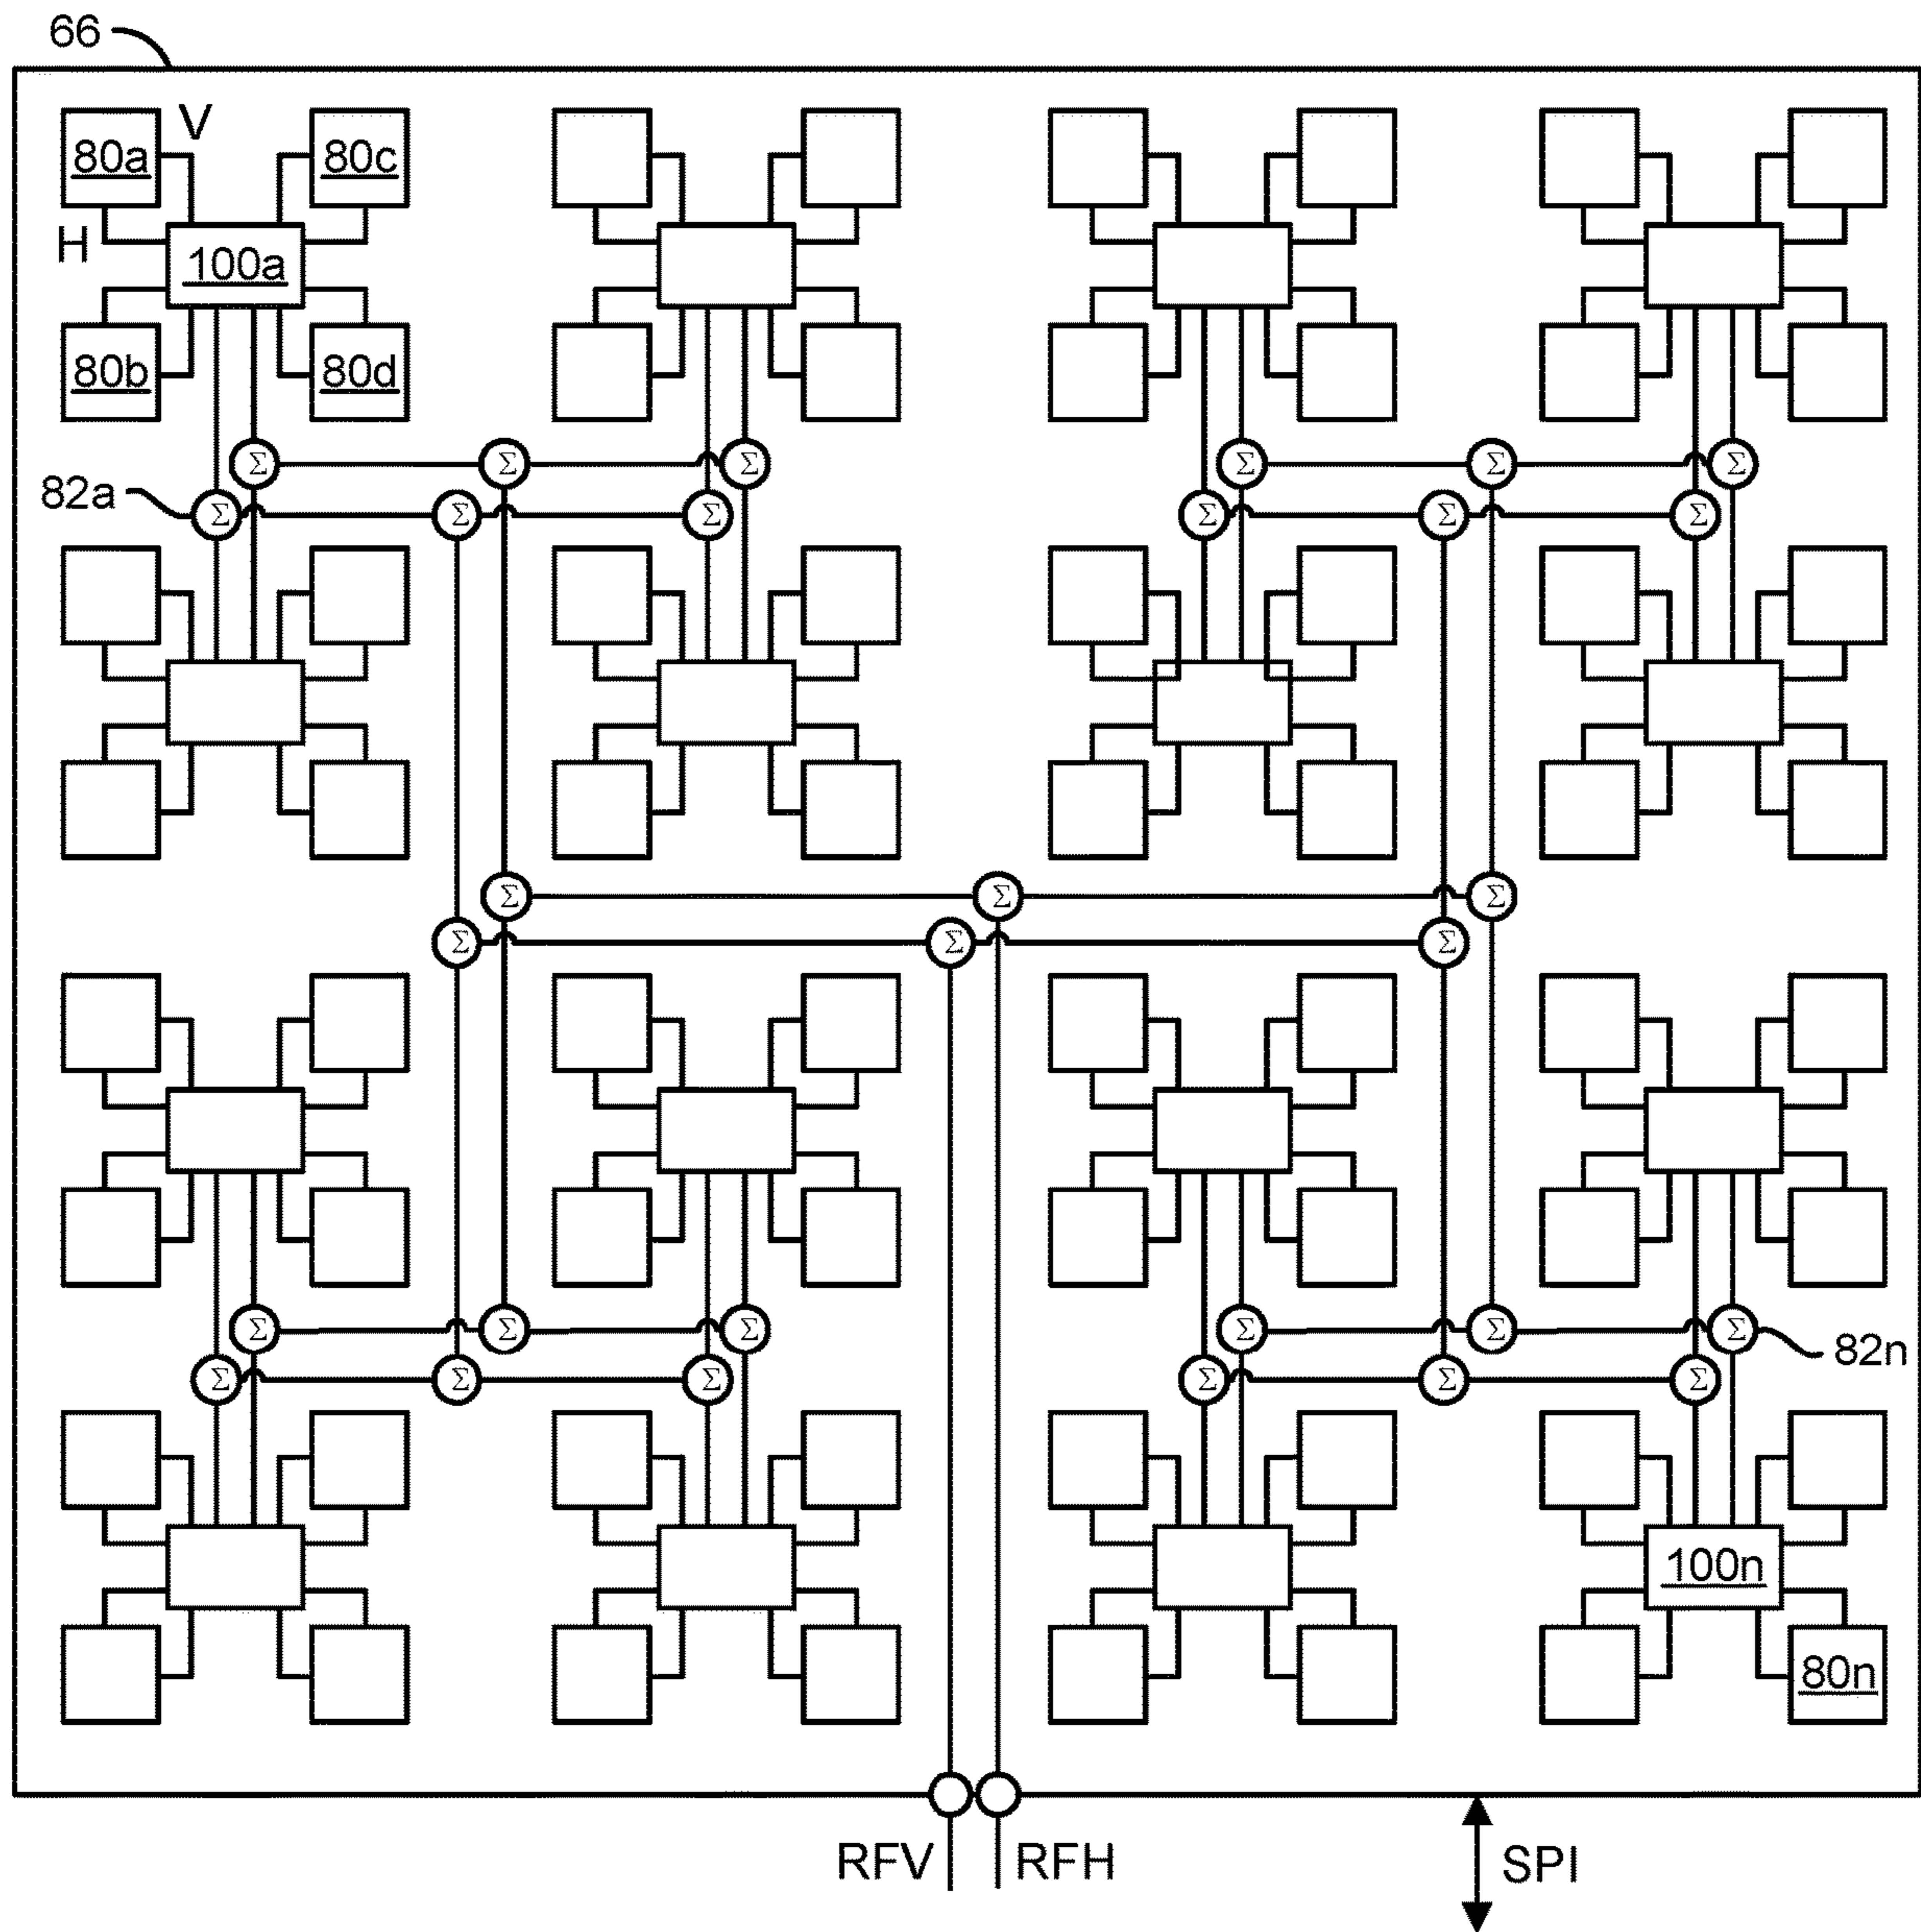 66
V
80a 80c
H
100a
80b 80d
Σ Σ Σ Σ Σ Σ
82a Σ Σ Σ Σ Σ Σ
Σ Σ Σ
Σ Σ Σ
Σ Σ Σ Σ Σ Σ 82n
Σ Σ Σ Σ Σ Σ
100n
80n
RFV RFH SPI